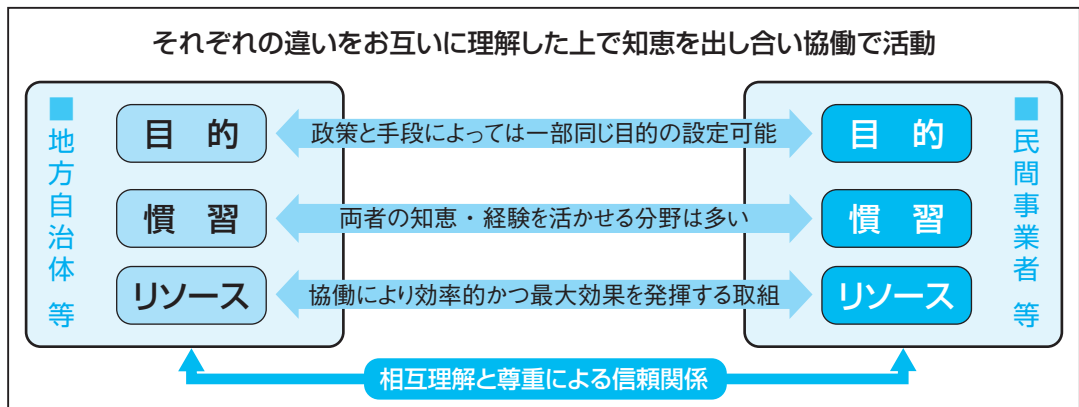 それぞれの違いをお互いに理解した上で知恵を出し合い協働で活動
■地方自治体 等
目 的
政策と手段によっては一部同じ目的の設定可能
目 的
慣 習
両者の知恵・経験を活かせる分野は多い
慣 習
リソース
協働により効率的かつ最大効果を発揮する取組
リソース
■民間事業者 等
相互理解と尊重による信頼関係